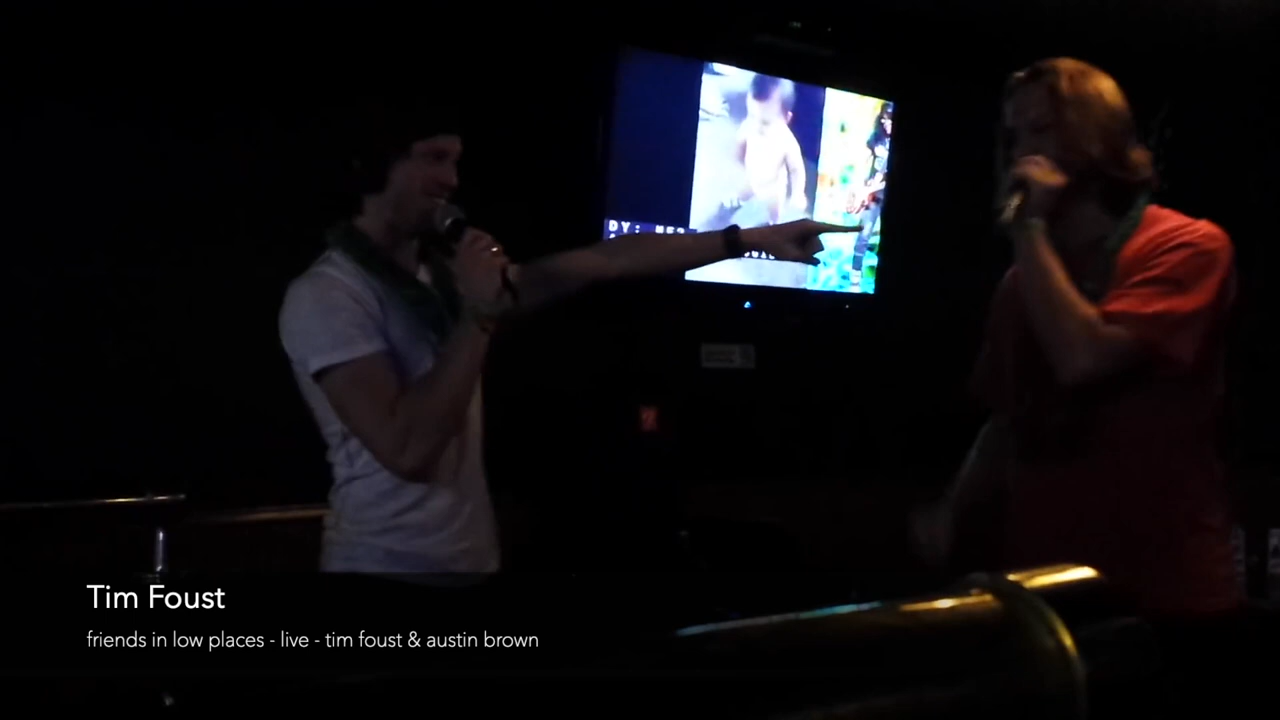 Tim Foust
friends in low places - live - tim foust & austin brown